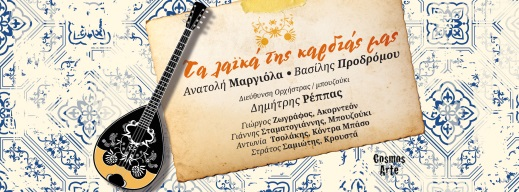 Τα λαϊκά της καρδιάς μας
Ανατολή Μαργιόλα • Βασίλης Προδρόμου
Διεύθυνση Ορχήστρας / μπουζούκι
Δημήτρης Ρέππας
Γιώργος Ζωγράφος, Ακορντεόν
Γιάννης Σταματογιάννης, Μπουζούκι
Αντωνία Τσολάκης, Κόντρα Μπάσο
Στράτος Σαμιώτης, Κρουστά
Cosmos
Arte